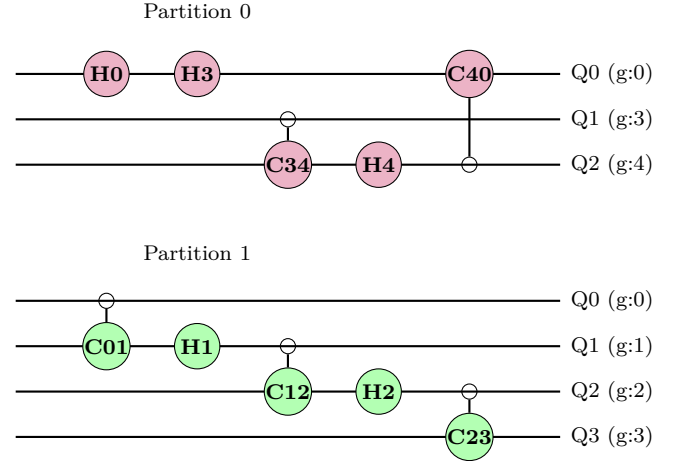 Partition 0
H0 H3 C40 Q0 (g:0)
Q1 (g:3)
C34 H4 Q2 (g:4)
Partition 1
Q0 (g:0)
C01 H1 Q1 (g:1)
C12 H2 Q2 (g:2)
C23 Q3 (g:3)